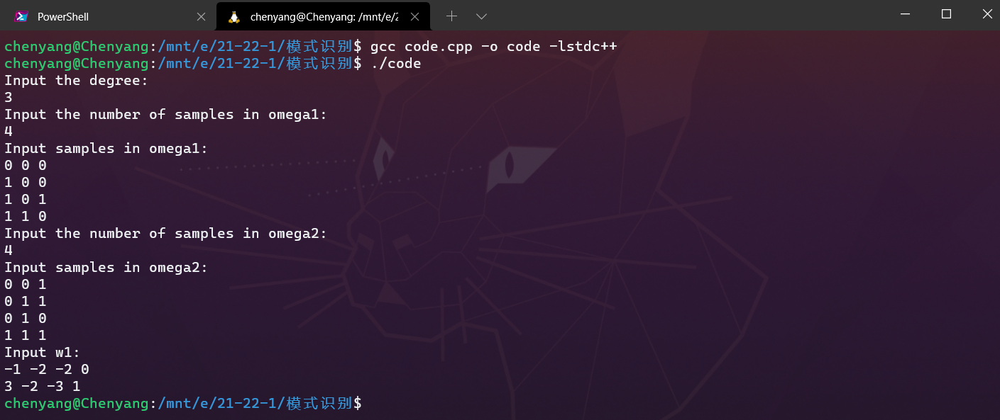 PowerShell
chenyang@Chenyang: /mnt/e/2
chenyang@Chenyang:/mnt/e/21-22-1/模式识别$ gcc code.cpp -o code -lstdc++
chenyang@Chenyang:/mnt/e/21-22-1/模式识别$ ./code
Input the degree:
3
Input the number of samples in omega1:
4
Input samples in omega1:
0 0 0
1 0 0
1 0 1
1 1 0
Input the number of samples in omega2:
4
Input samples in omega2:
0 0 1
0 1 1
0 1 0
1 1 1
Input w1:
-1 -2 -2 0
3 -2 -3 1
chenyang@Chenyang:/mnt/e/21-22-1/模式识别$